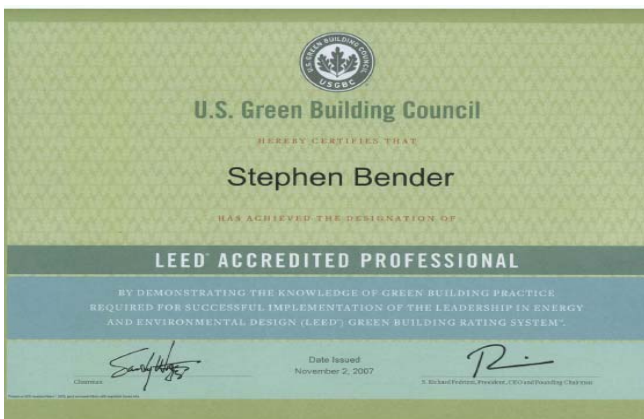 U.S. GREEN BUILDING COUNCIL
USGBC
U.S. Green Building Council
HEREBY CERTIFIES THAT
Stephen Bender
HAS ACHIEVED THE DESIGNATION OF
LEED® ACCREDITED PROFESSIONAL
BY DEMONSTRATING THE KNOWLEDGE OF GREEN BUILDING PRACTICE
REQUIRED FOR SUCCESSFUL IMPLEMENTATION OF THE LEADERSHIP IN ENERGY
AND ENVIRONMENTAL DESIGN (LEED®) GREEN BUILDING RATING SYSTEM™.
Date Issued:
November 2, 2007
Chairman
S. Richard Fedrizzi, President, CEO and Founding Chairman